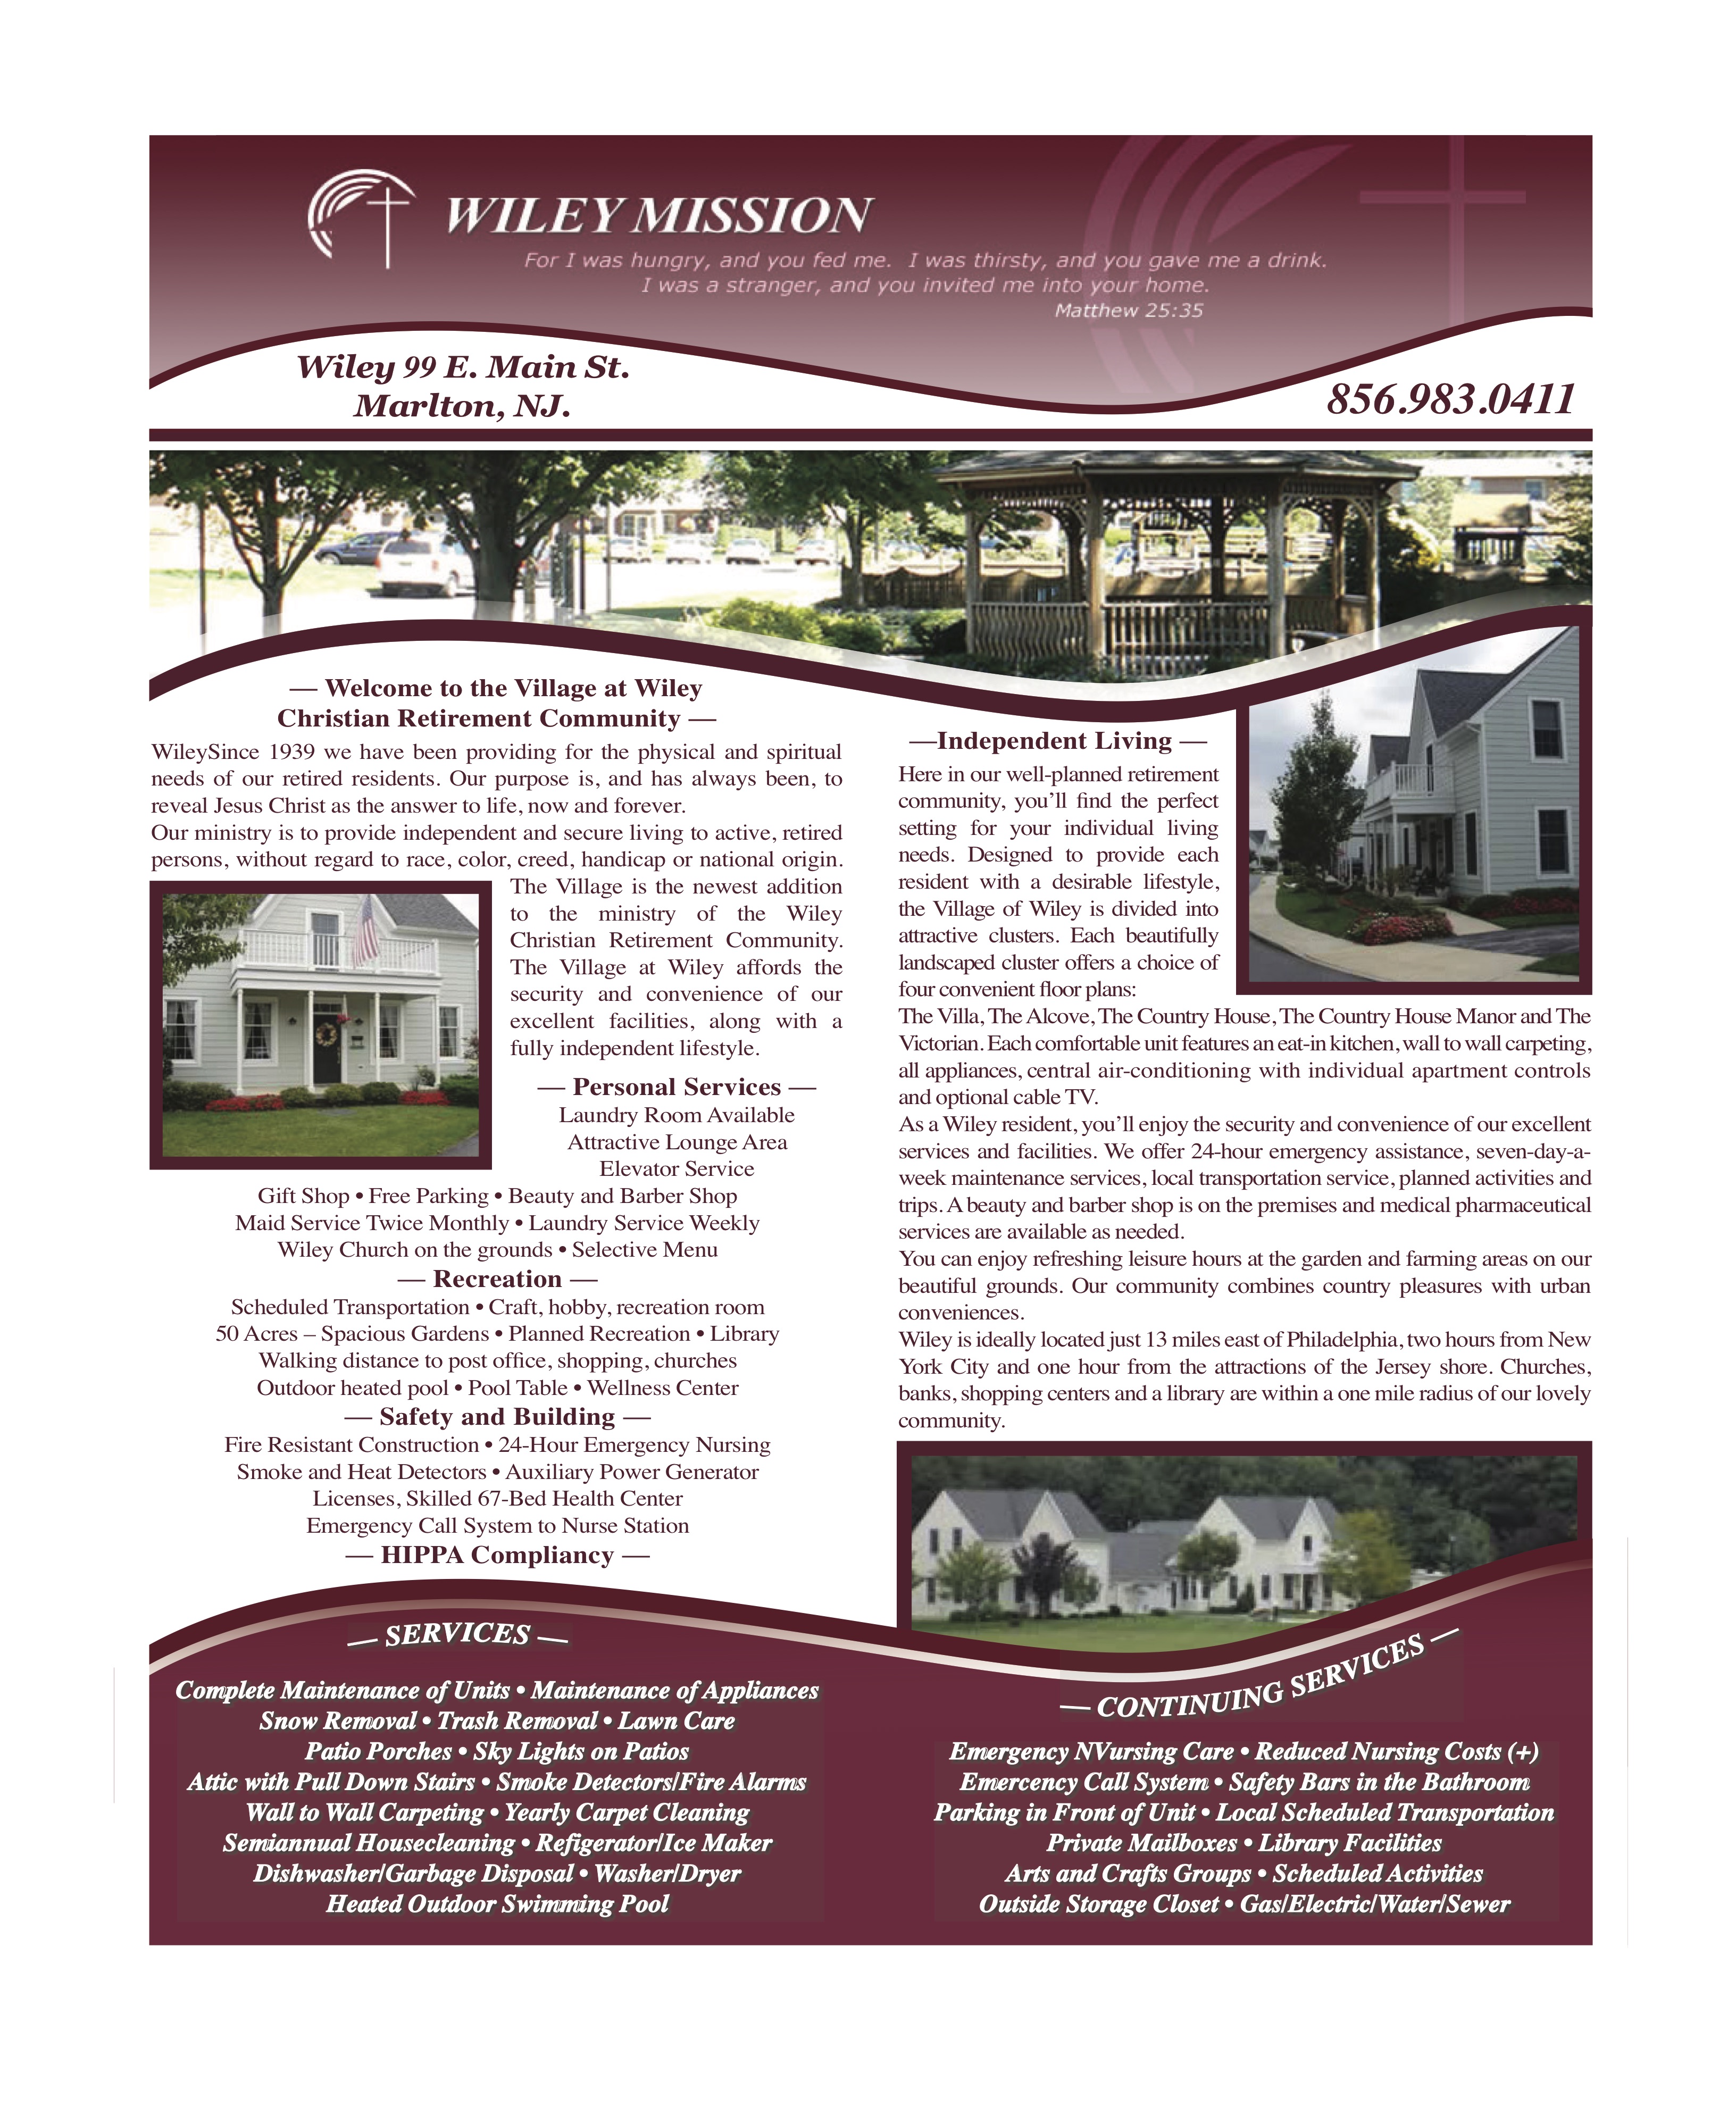 WILEY MISSION
For I was hungry, and you fed me. I was thirsty, and you gave me a drink.
I was a stranger, and you invited me into your home.
Matthew 25:35
Wiley 99 E. Main St.
Marlton, NJ.
856.983.0411
— Welcome to the Village at Wiley
Christian Retirement Community —
WileySince 1939 we have been providing for the physical and spiritual
needs of our retired residents. Our purpose is, and has always been, to
reveal Jesus Christ as the answer to life, now and forever.
Our ministry is to provide independent and secure living to active, retired
persons, without regard to race, color, creed, handicap or national origin.
The Village is the newest addition
to the ministry of the Wiley
Christian Retirement Community.
The Village at Wiley affords the
security and convenience of our
excellent facilities, along with a
fully independent lifestyle.
— Personal Services —
Laundry Room Available
Attractive Lounge Area
Elevator Service
Gift Shop • Free Parking • Beauty and Barber Shop
Maid Service Twice Monthly • Laundry Service Weekly
Wiley Church on the grounds • Selective Menu
— Recreation —
Scheduled Transportation • Craft, hobby, recreation room
50 Acres – Spacious Gardens • Planned Recreation • Library
Walking distance to post office, shopping, churches
Outdoor heated pool • Pool Table • Wellness Center
— Safety and Building —
Fire Resistant Construction • 24-Hour Emergency Nursing
Smoke and Heat Detectors • Auxiliary Power Generator
Licenses, Skilled 67-Bed Health Center
Emergency Call System to Nurse Station
— HIPPA Compliancy —
—Independent Living —
Here in our well-planned retirement
community, you'll find the perfect
setting for your individual living
needs. Designed to provide each
resident with a desirable lifestyle,
the Village of Wiley is divided into
attractive clusters. Each beautifully
landscaped cluster offers a choice of
four convenient floor plans:
The Villa, The Alcove, The Country House, The Country House Manor and The
Victorian. Each comfortable unit features an eat-in kitchen, wall to wall carpeting,
all appliances, central air-conditioning with individual apartment controls
and optional cable TV.
As a Wiley resident, you'll enjoy the security and convenience of our excellent
services and facilities. We offer 24-hour emergency assistance, seven-day-a-
week maintenance services, local transportation service, planned activities and
trips. A beauty and barber shop is on the premises and medical pharmaceutical
services are available as needed.
You can enjoy refreshing leisure hours at the garden and farming areas on our
beautiful grounds. Our community combines country pleasures with urban
conveniences.
Wiley is ideally located just 13 miles east of Philadelphia, two hours from New
York City and one hour from the attractions of the Jersey shore. Churches,
banks, shopping centers and a library are within a one mile radius of our lovely
community.
— SERVICES —
Complete Maintenance of Units • Maintenance of Appliances
Snow Removal • Trash Removal • Lawn Care
Patio Porches • Sky Lights on Patios
Attic with Pull Down Stairs • Smoke Detectors/Fire Alarms
Wall to Wall Carpeting • Yearly Carpet Cleaning
Semiannual Housecleaning • Refigerator/Ice Maker
Dishwasher/Garbage Disposal • Washer/Dryer
Heated Outdoor Swimming Pool
— CONTINUING SERVICES —
Emergency NVursing Care • Reduced Nursing Costs (+)
Emercency Call System • Safety Bars in the Bathroom
Parking in Front of Unit • Local Scheduled Transportation
Private Mailboxes • Library Facilities
Arts and Crafts Groups • Scheduled Activities
Outside Storage Closet • Gas/Electric/Water/Sewer